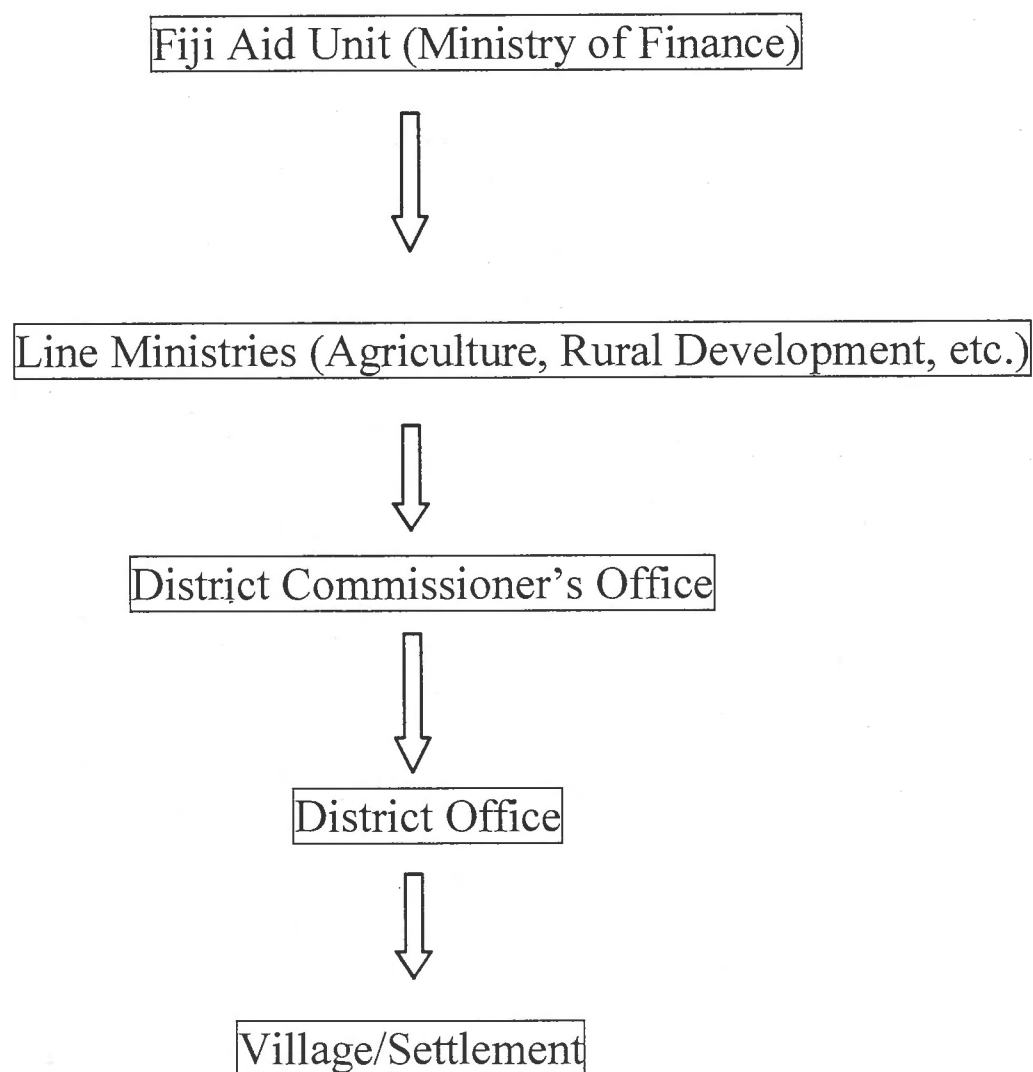 Fiji Aid Unit (Ministry of Finance)
Line Ministries (Agriculture, Rural Development, etc.)
District Commissioner's Office
District Office
Village/Settlement